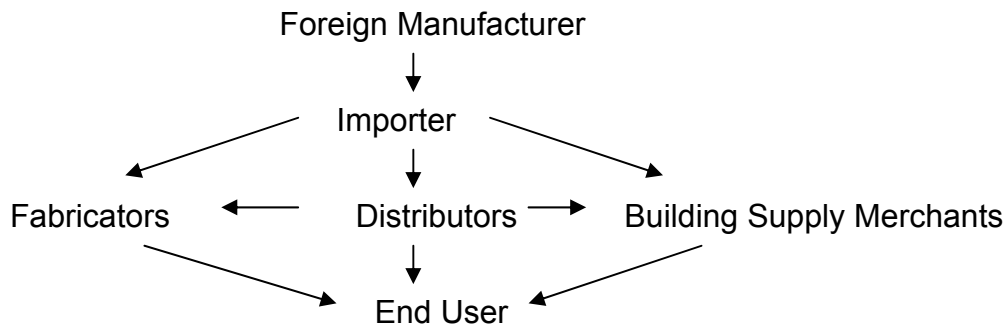 Foreign Manufacturer
Importer
Fabricators Distributors Building Supply Merchants
End User